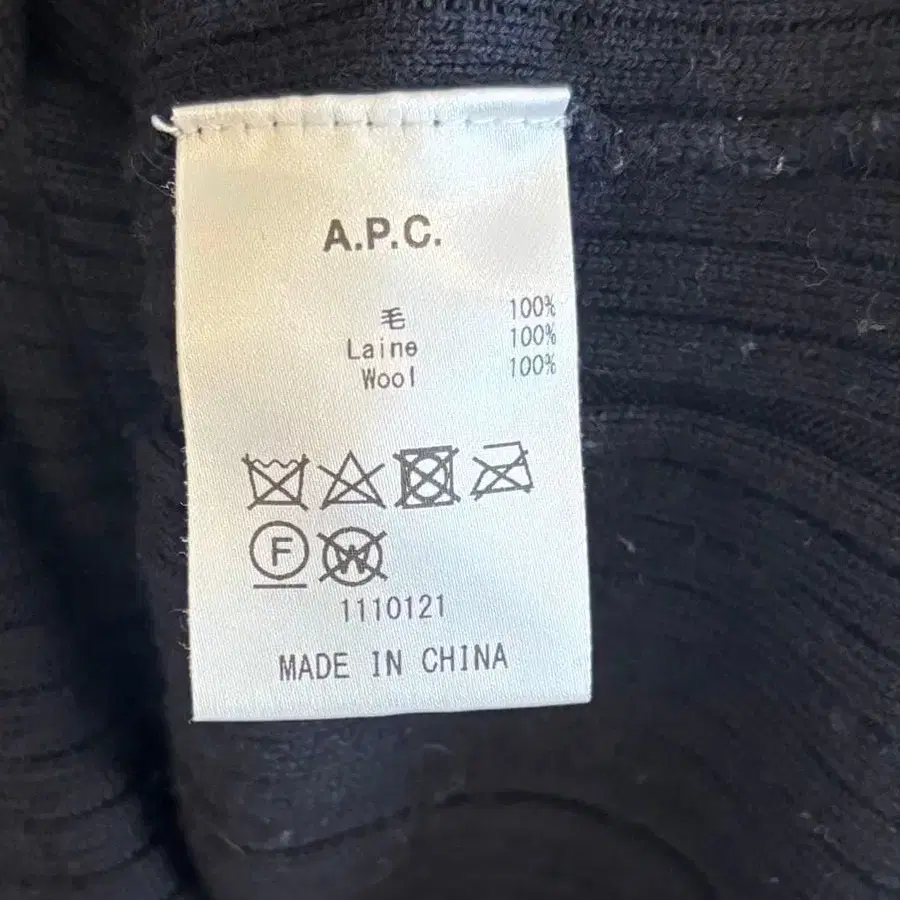 A.P.C.
毛 100%
Laine 100%
Wool 100%
F W
1110121
MADE IN CHINA